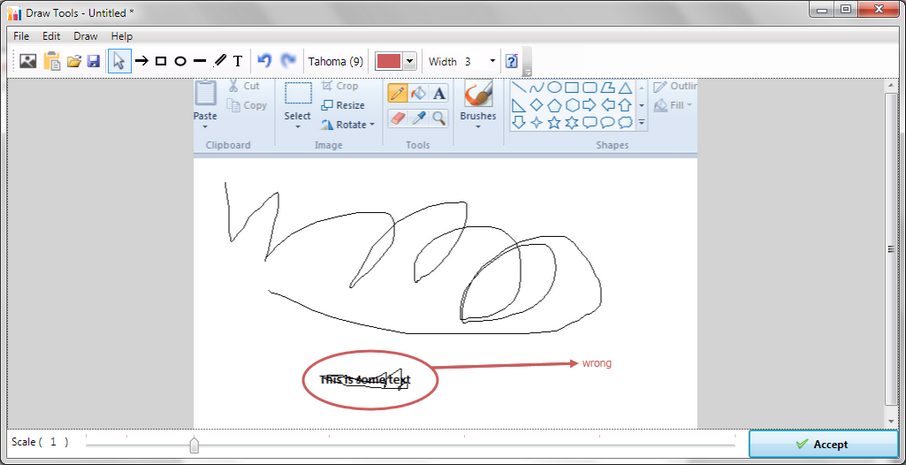 Draw Tools - Untitled *
File Edit Draw Help
T Tahoma (9) Width 3
Cut
Copy
Paste
Clipboard
Crop
Resize
Rotate
Select
Image
A
Tools
Brushes
Outlin
Fill
Shapes
This is some text
wrong
Scale ( 1 )
Accept